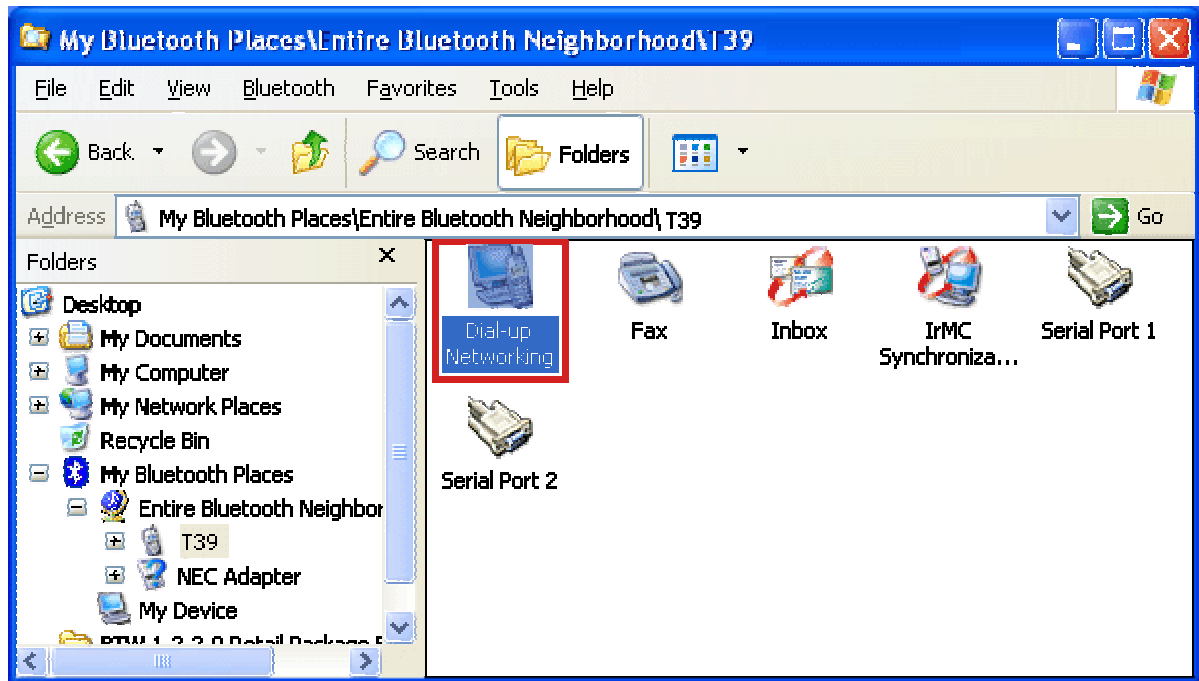 My Bluetooth Places\Entire Bluetooth Neighborhood\T39
File Edit View Bluetooth Favorites Tools Help
Back Search Folders
Address My Bluetooth Places\Entire Bluetooth Neighborhood\ T39 Go
Folders
Desktop
My Documents
My Computer
My Network Places
Recycle Bin
My Bluetooth Places
Entire Bluetooth Neighbor
T39
NEC Adapter
My Device
Dial-up
Networking
Fax
Inbox
IrMC
Synchroniza...
Serial Port 1
Serial Port 2